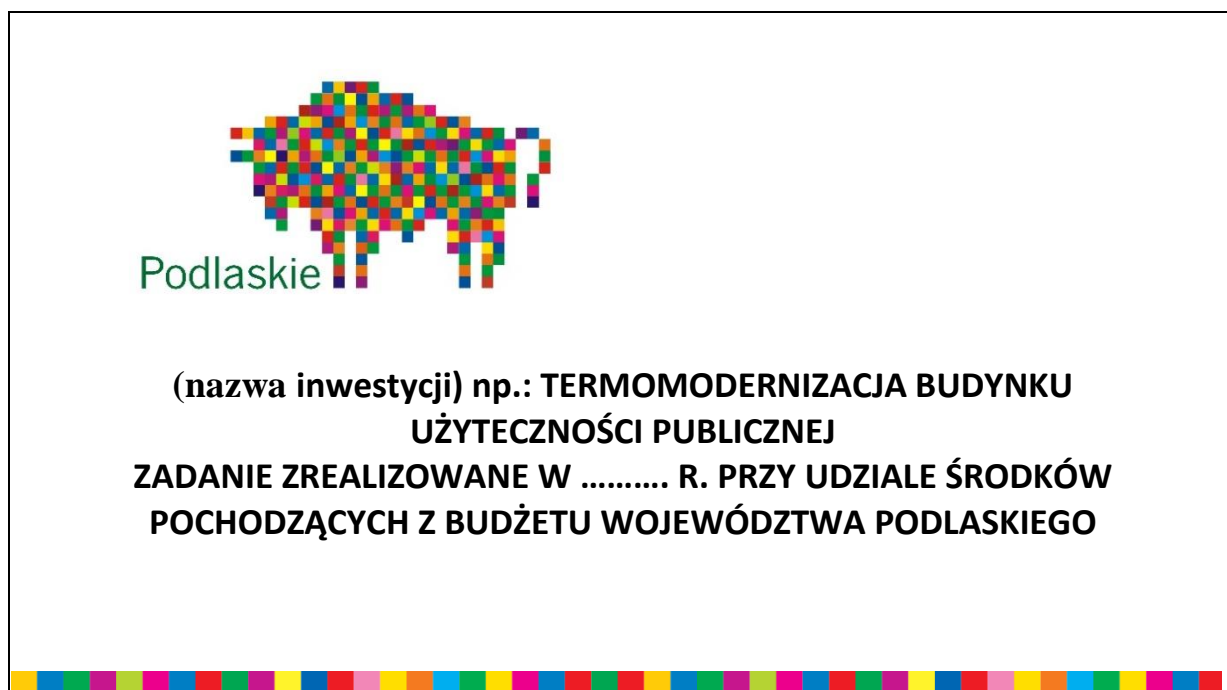 Podlaskie
(nazwa inwestycji) np.: TERMOMODERNIZACJA BUDYNKU
UŻYTECZNOŚCI PUBLICZNEJ
ZADANIE ZREALIZOWANE W .......... R. PRZY UDZIALE ŚRODKÓW
POCHODZĄCYCH Z BUDŻETU WOJEWÓDZTWA PODLASKIEGO